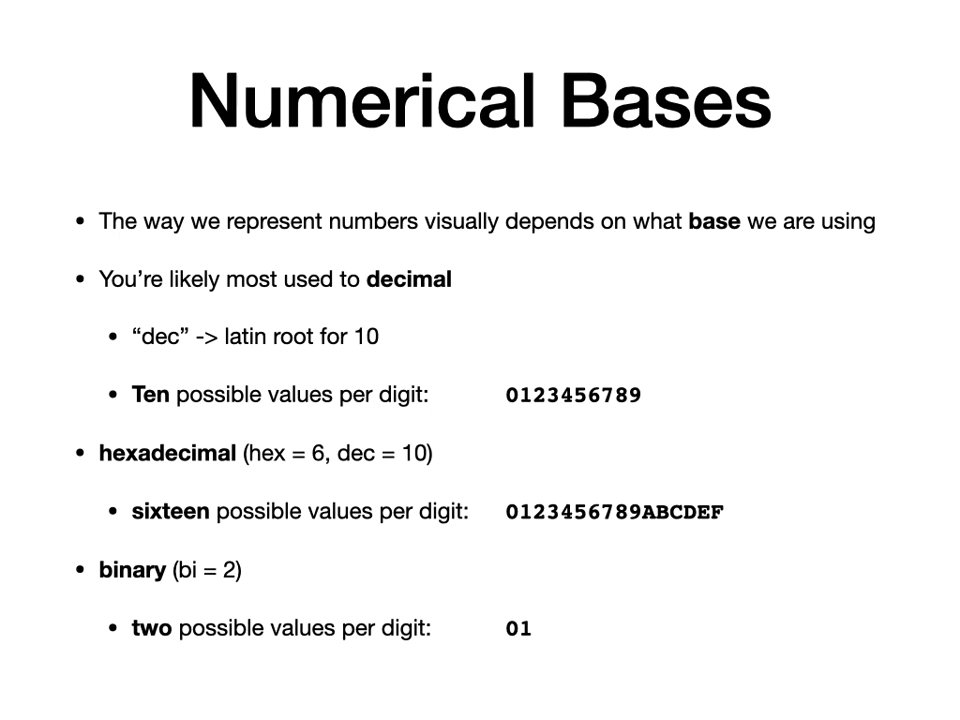 Numerical Bases
• The way we represent numbers visually depends on what base we are using
• You’re likely most used to decimal
• “dec” -> latin root for 10
• Ten possible values per digit: 0123456789
• hexadecimal (hex = 6, dec = 10)
• sixteen possible values per digit: 0123456789ABCDEF
• binary (bi = 2)
• two possible values per digit: 01